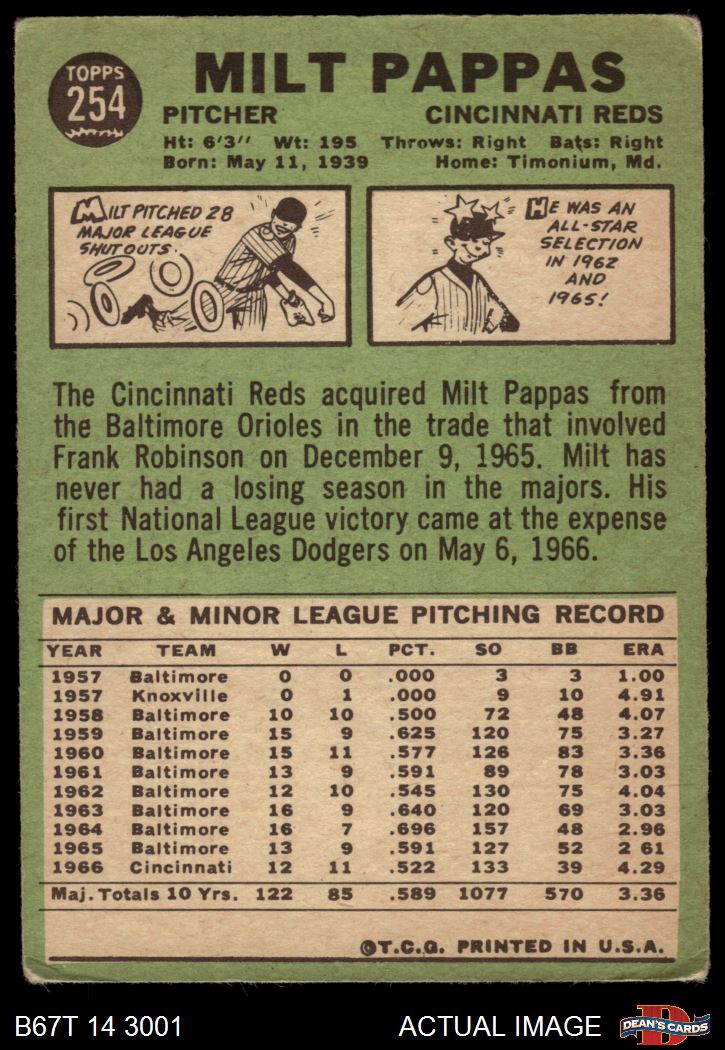 TOPPS
254
MILT PAPPAS
PITCHER CINCINNATI REDS
Ht: 6'3" Wt: 195 Throws: Right Bats: Right
Born: May 11, 1939 Home: Timonium, Md.
MILT PITCHED 28
MAJOR LEAGUE
SHUTOUTS.
HE WAS AN
ALL-STAR
SELECTION
IN 1962
AND
1965!
The Cincinnati Reds acquired Milt Pappas from
the Baltimore Orioles in the trade that involved
Frank Robinson on December 9, 1965. Milt has
never had a losing season in the majors. His
first National League victory came at the expense
of the Los Angeles Dodgers on May 6, 1966.
MAJOR & MINOR LEAGUE PITCHING RECORD
YEAR TEAM W L PCT. SO BB ERA
1957 Baltimore 0 0 .000 3 3 1.00
1957 Knoxville 0 1 .000 9 10 4.91
1958 Baltimore 10 10 .500 72 48 4.07
1959 Baltimore 15 9 .625 120 75 3.27
1960 Baltimore 15 11 .577 126 83 3.36
1961 Baltimore 13 9 .591 89 78 3.03
1962 Baltimore 12 10 .545 130 75 4.04
1963 Baltimore 16 9 .640 120 69 3.03
1964 Baltimore 16 7 .696 157 48 2.96
1965 Baltimore 13 9 .591 127 52 2 61
1966 Cincinnati 12 11 .522 133 39 4.29
Maj. Totals 10 Yrs. 122 85 .589 1077 570 3.36
©T.C.G. PRINTED IN U.S.A.
B67T 14 3001 ACTUAL IMAGE
D
DEAN'S CARDS